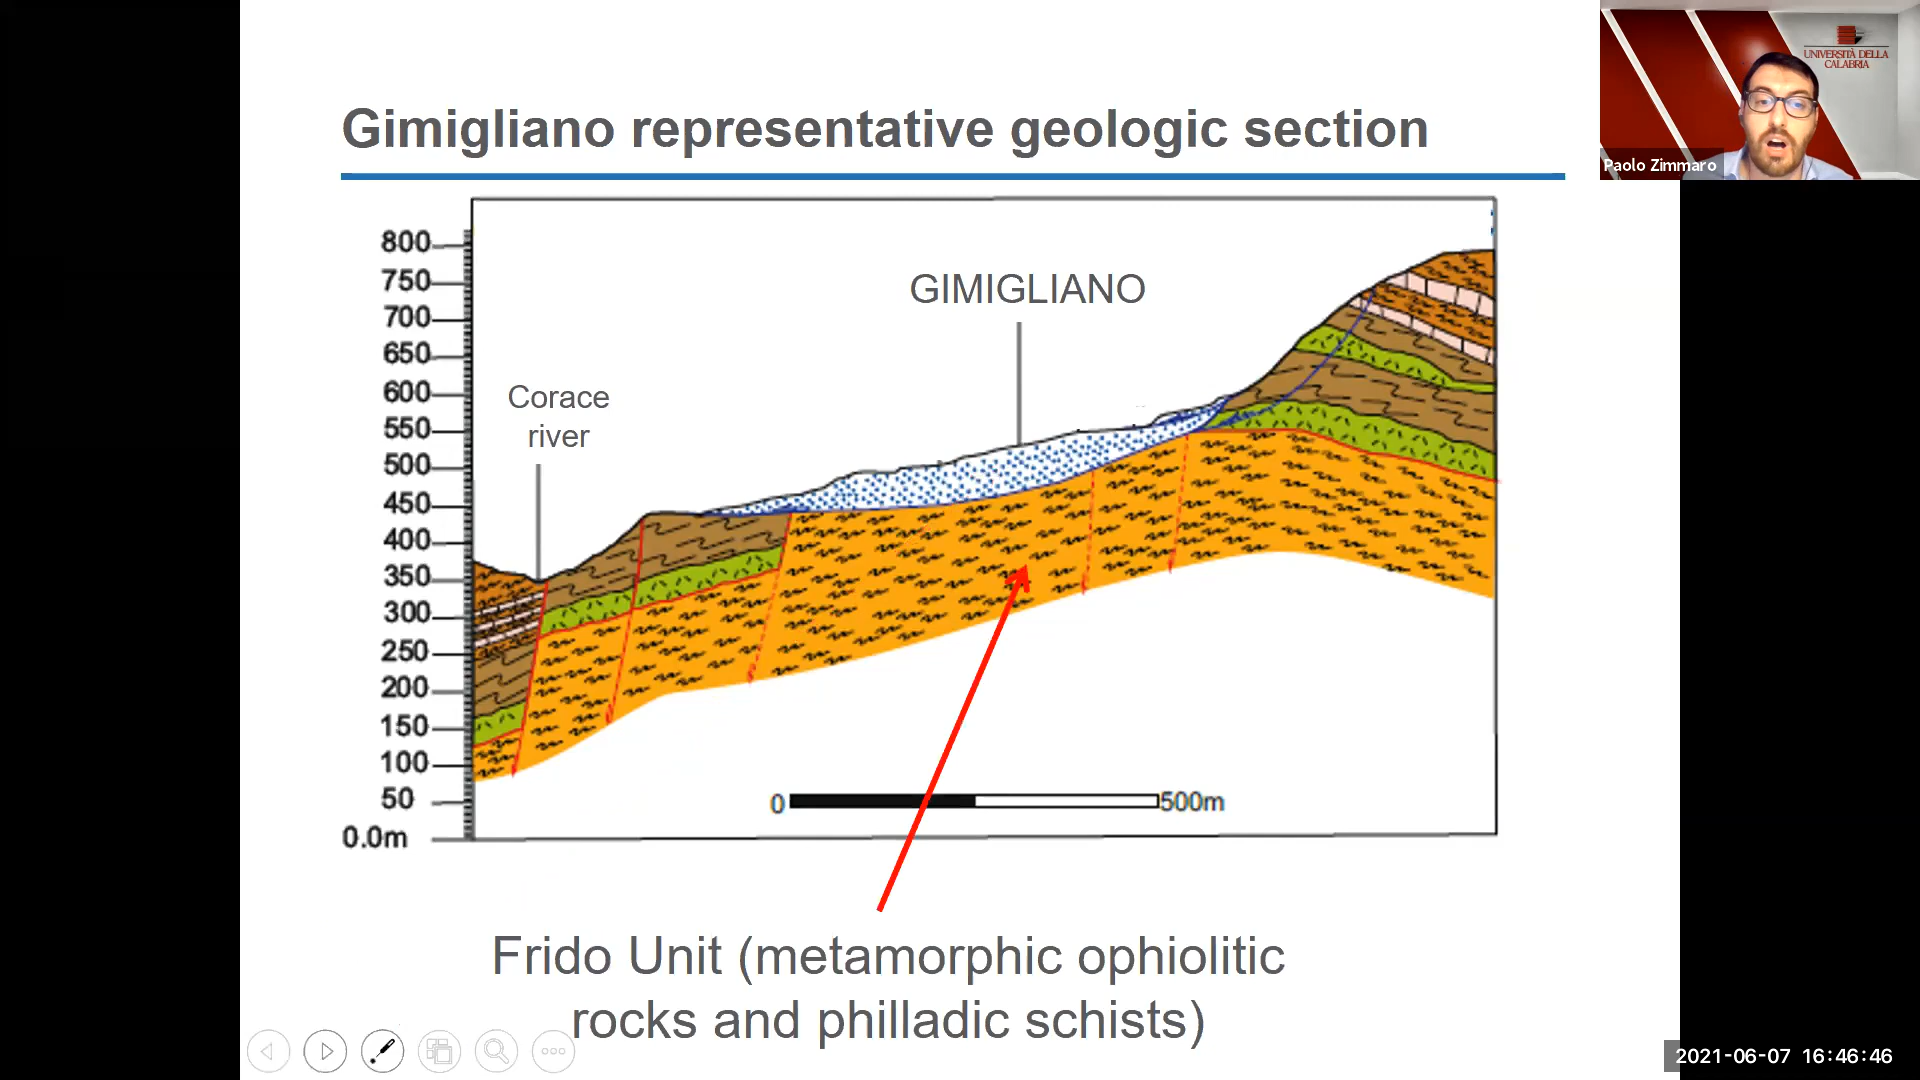 UNIVERSITÀ DELLA
CALABRIA
Paolo Zimmaro
Gimigliano representative geologic section
800
750
700
650
600
550
500
450
400
350
300
250
200
150
100
50
0.0m
GIMIGLIANO
Corace
river
0
500m
Frido Unit (metamorphic ophiolitic
rocks and philladic schists)
2021-06-07 16:46:46